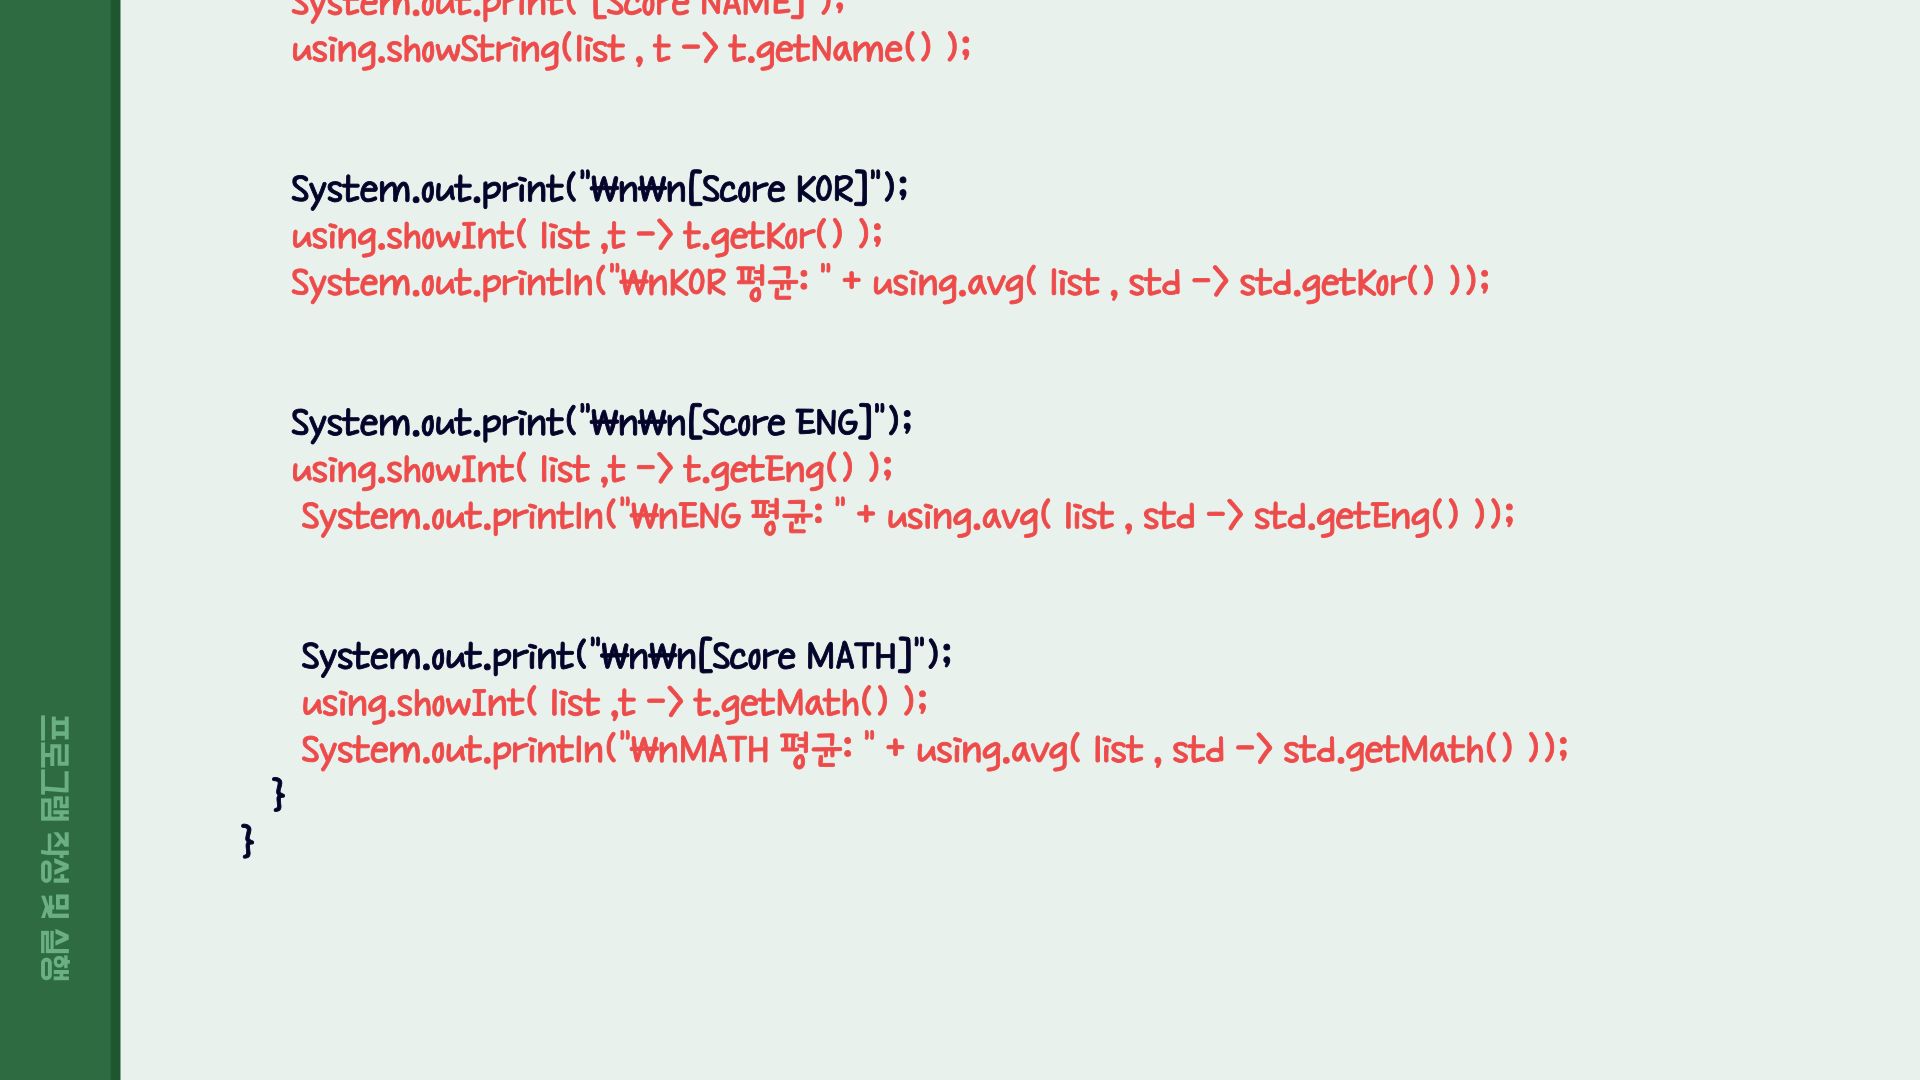 System.out.print("[Score NAME]");
using.showString(list , t -> t.getName() );
System.out.print("₩n₩n[Score KOR]");
using.showInt( list ,t -> t.getKor() );
System.out.println("₩nKOR 평균: " + using.avg( list , std -> std.getKor() ));
System.out.print("₩n₩n[Score ENG]");
using.showInt( list ,t -> t.getEng() );
System.out.println("₩nENG 평균: " + using.avg( list , std -> std.getEng() ));
System.out.print("₩n₩n[Score MATH]");
using.showInt( list ,t -> t.getMath() );
System.out.println("₩nMATH 평균: " + using.avg( list , std -> std.getMath() ));
}
}
프로그램 작성 및 실행